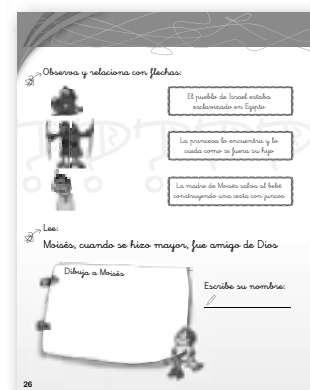 Observa y relaciona con flechas:
El pueblo de Israel estaba
esclavizado en Egipto
La princesa lo encuentra y lo
cuida como si fuera su hijo
La madre de Moisés salva al bebé
construyendo una cesta con juncos
Lee:
Moisés, cuando se hizo mayor, fue amigo de Dios
Dibuja a Moisés
Escribe su nombre:
26